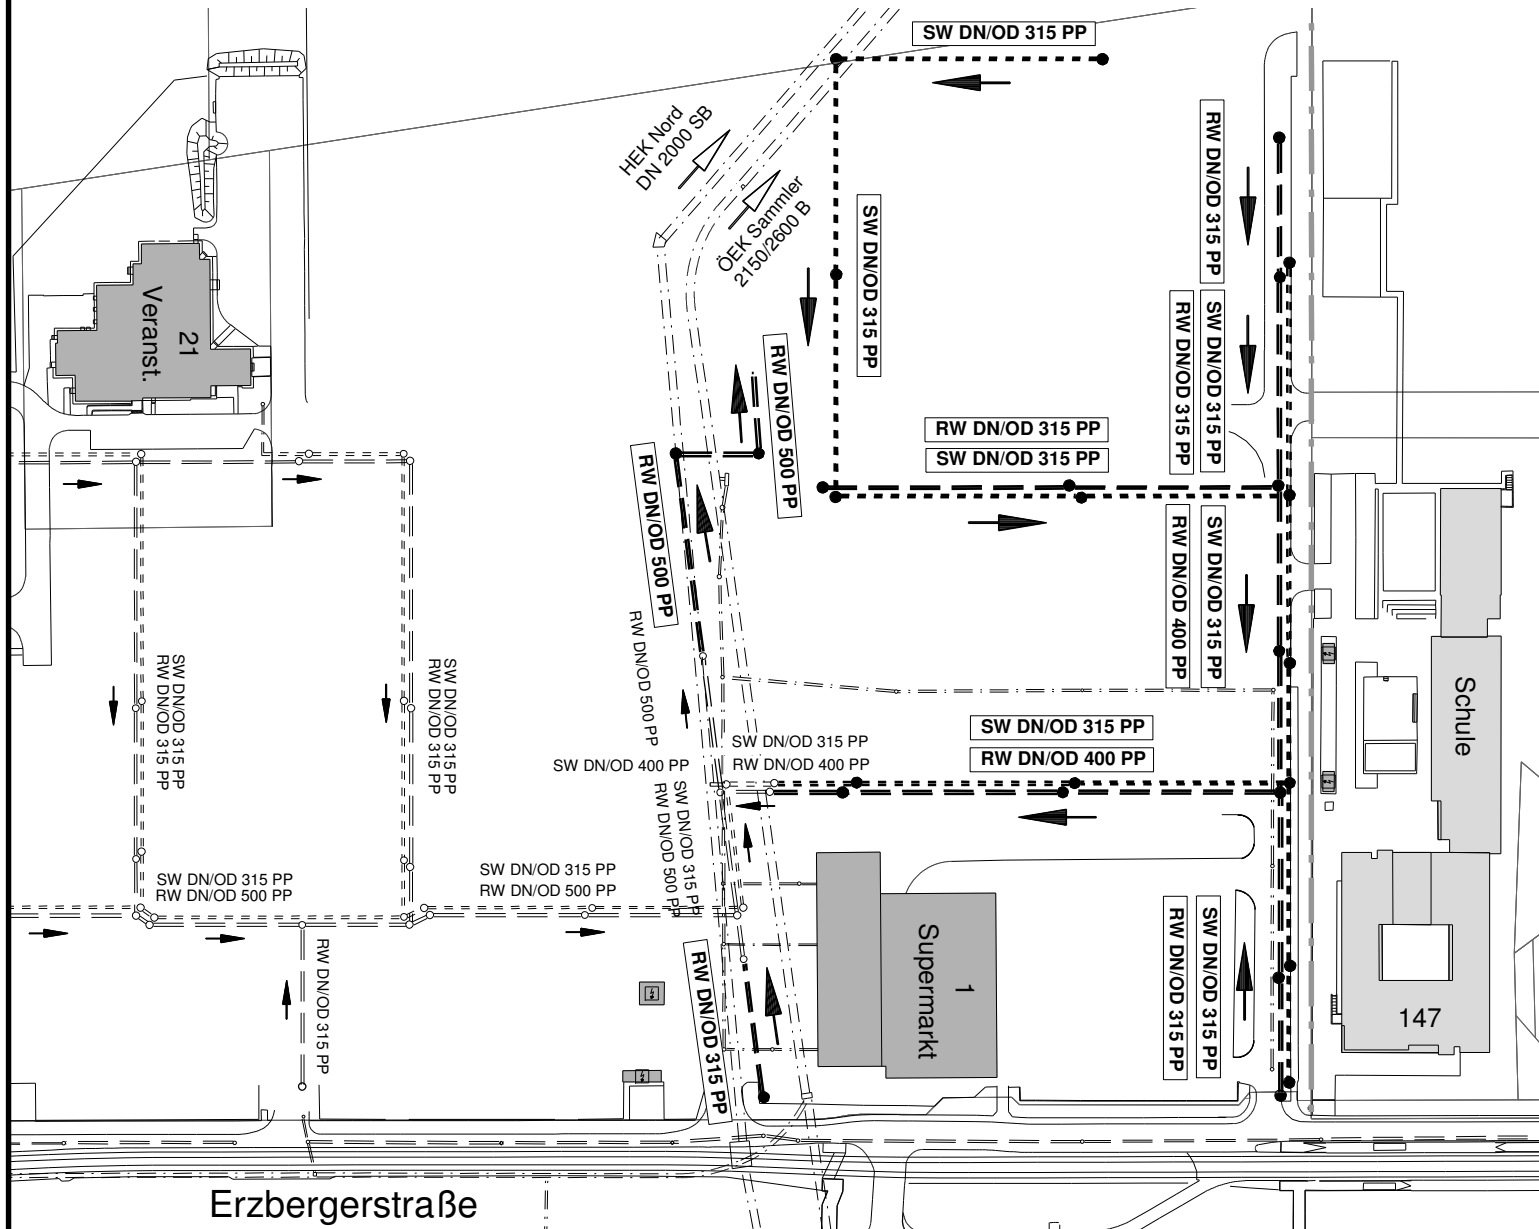 SW DN/OD 315 PP
HEK Nord
DN 2000 SB
ÖEK Sammler
2150/2600 B
RW DN/OD 315 PP
SW DN/OD 315 PP
SW DN/OD 315 PP
RW DN/OD 315 PP
21
Veranst.
RW DN/OD 500 PP
RW DN/OD 315 PP
SW DN/OD 315 PP
RW DN/OD 500 PP
SW DN/OD 315 PP
RW DN/OD 400 PP
RW DN/OD 500 PP
SW DN/OD 315 PP
RW DN/OD 315 PP
SW DN/OD 315 PP
RW DN/OD 315 PP
Schule
SW DN/OD 315 PP
RW DN/OD 400 PP
SW DN/OD 315 PP
RW DN/OD 400 PP
SW DN/OD 400 PP
SW DN/OD 315 PP
RW DN/OD 500 PP
SW DN/OD 315 PP
RW DN/OD 500 PP
SW DN/OD 315 PP
RW DN/OD 500 PP
RW DN/OD 315 PP
RW DN/OD 315 PP
1
Supermarkt
SW DN/OD 315 PP
RW DN/OD 315 PP
147
Erzbergerstraße